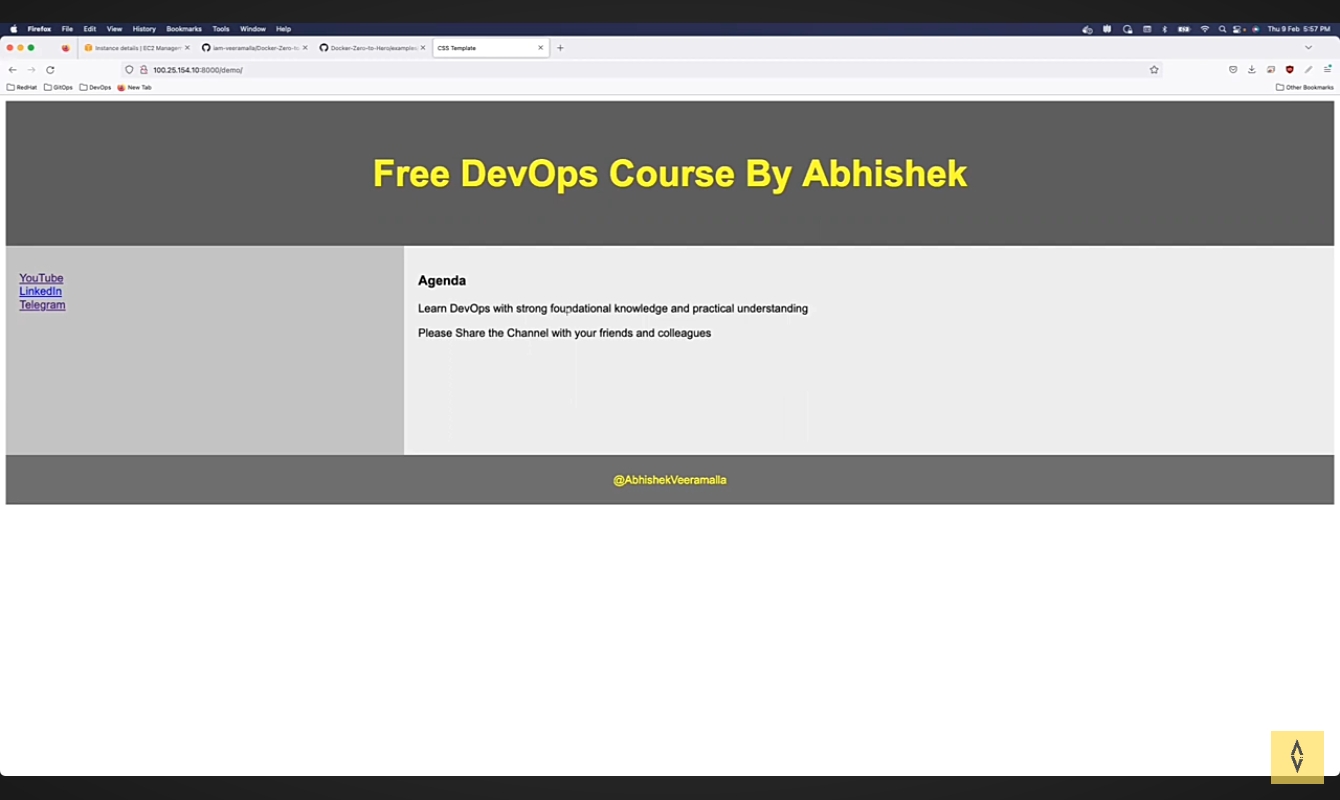 Firefox File Edit View History Bookmarks Tools Window Help Thu 9 Feb 5:57 PM
Instance details | EC2 Manager iam-veeramalla/Docker-Zero-to Docker-Zero-to-Hero/examples CSS Template
100.25.154.10:8000/demo/
RedHat GitOps DevOps New Tab Other Bookmarks
Free DevOps Course By Abhishek
YouTube
LinkedIn
Telegram
Agenda
Learn DevOps with strong foundational knowledge and practical understanding
Please Share the Channel with your friends and colleagues
@AbhishekVeeramalla